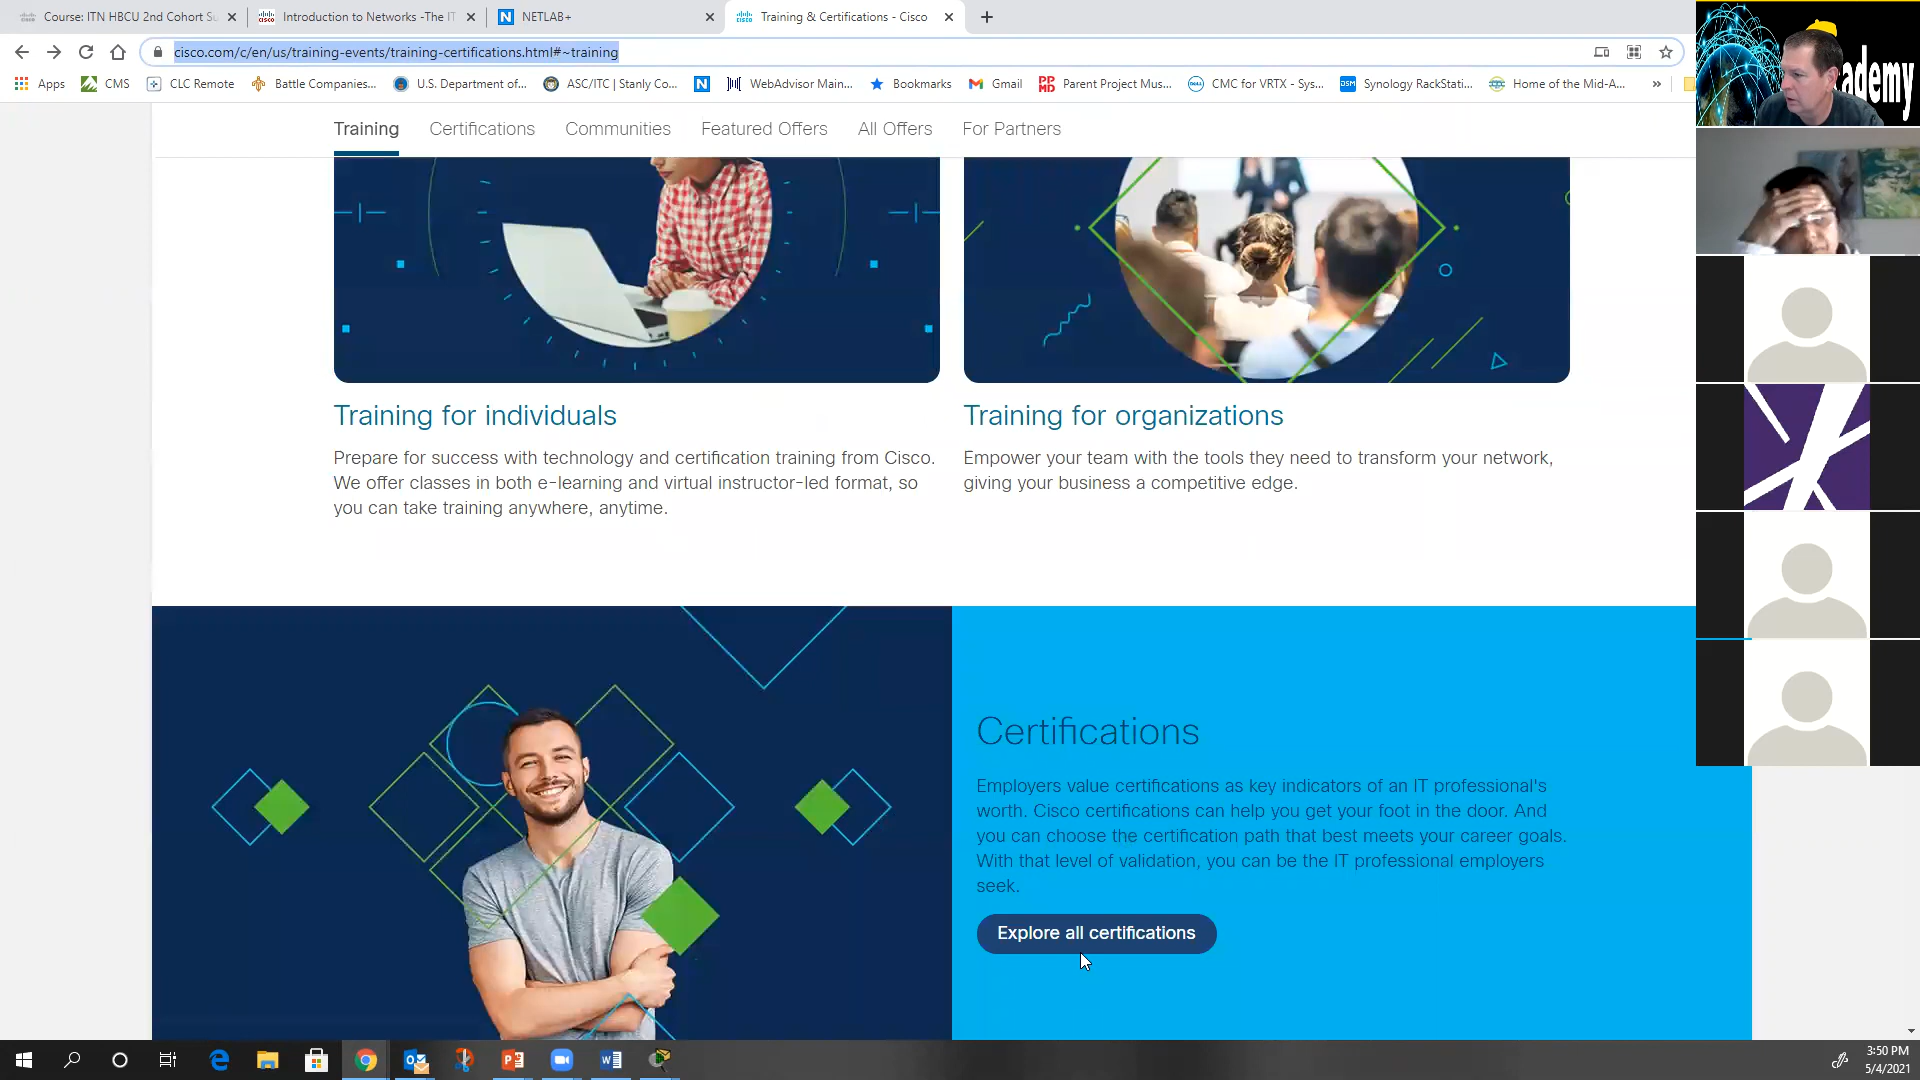 Course: ITN HBCU 2nd Cohort Su
Introduction to Networks -The IT
NETLAB+
Training & Certifications - Cisco
cisco.com/c/en/us/training-events/training-certifications.html#~training
Apps
CMS
CLC Remote
Battle Companies...
U.S. Department of...
ASC/ITC | Stanly Co...
WebAdvisor Main...
Bookmarks
Gmail
Parent Project Mus...
CMC for VRTX - Sys...
Synology RackStati...
Home of the Mid-A...
ademy
Training
Certifications
Communities
Featured Offers
All Offers
For Partners
Training for individuals
Prepare for success with technology and certification training from Cisco.
We offer classes in both e-learning and virtual instructor-led format, so
you can take training anywhere, anytime.
Training for organizations
Empower your team with the tools they need to transform your network,
giving your business a competitive edge.
Certifications
Employers value certifications as key indicators of an IT professional's
worth. Cisco certifications can help you get your foot in the door. And
you can choose the certification path that best meets your career goals.
With that level of validation, you can be the IT professional employers
seek.
Explore all certifications
3:50 PM
5/4/2021